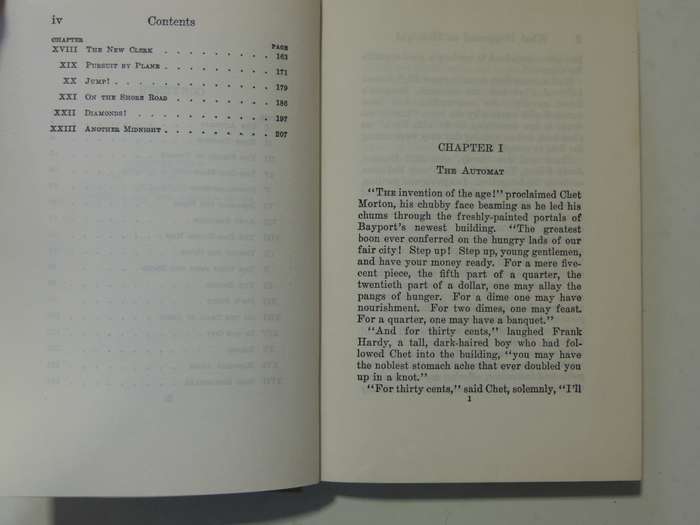 iv Contents
CHAPTER PAGE
XVIII The New Clerk . . . . . . . . . 163
XIX Pursuit by Plane . . . . . . . . 171
XX Jump! . . . . . . . . . . . . 179
XXI On the Shore Road . . . . . . . 186
XXII Diamonds! . . . . . . . . . . 197
XXIII Another Midnight . . . . . . . . 207
CHAPTER I
The Automat
“The invention of the age!” proclaimed Chet
Morton, his chubby face beaming as he led his
chums through the freshly-painted portals of
Bayport's newest building. “The greatest
boon ever conferred on the hungry lads of our
fair city! Step up! Step up, young gentlemen,
and have your money ready. For a mere five-
cent piece, the fifth part of a quarter, the
twentieth part of a dollar, one may allay the
pangs of hunger. For a dime one may have
nourishment. For two dimes, one may feast.
For a quarter, one may have a banquet.”
“And for thirty cents,” laughed Frank
Hardy, a tall, dark-haired boy who had fol-
lowed Chet into the building, “you may have
the noblest stomach ache that ever doubled you
up in a knot.”
“For thirty cents,” said Chet, solemnly, “I'll
1